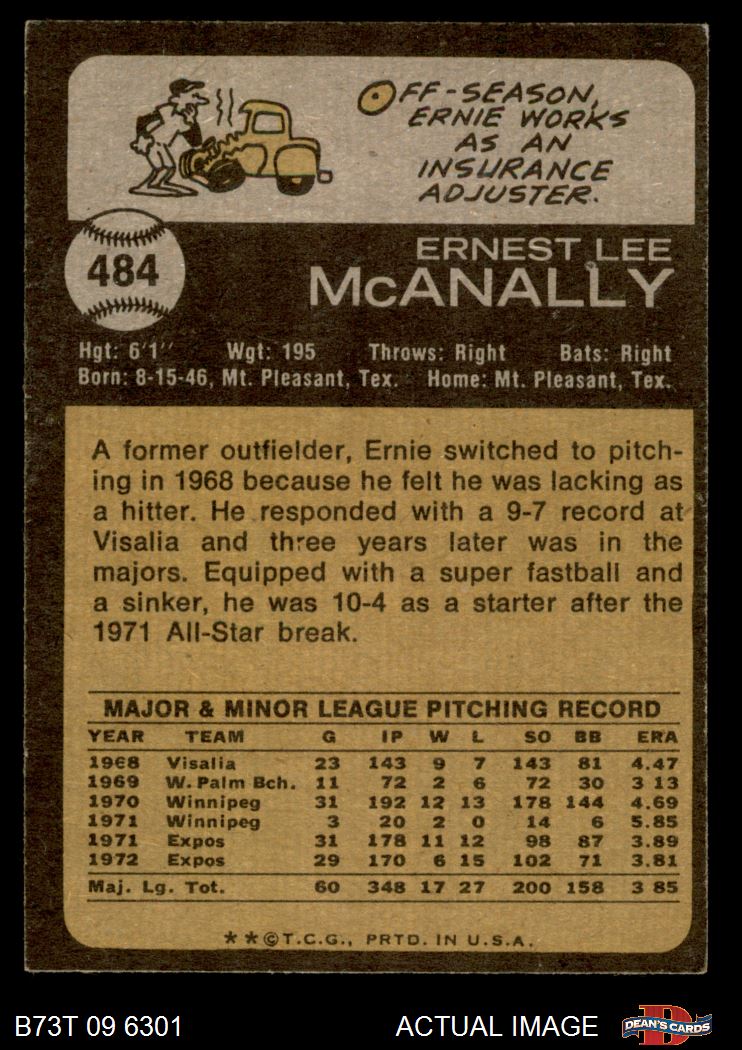 OFF-SEASON,
ERNIE WORKS
AS AN
INSURANCE
ADJUSTER.
484
ERNEST LEE
McANALLY
Hgt: 6'1'' Wgt: 195 Throws: Right Bats: Right
Born: 8-15-46, Mt. Pleasant, Tex. Home: Mt. Pleasant, Tex.
A former outfielder, Ernie switched to pitch-
ing in 1968 because he felt he was lacking as
a hitter. He responded with a 9-7 record at
Visalia and three years later was in the
majors. Equipped with a super fastball and
a sinker, he was 10-4 as a starter after the
1971 All-Star break.
MAJOR & MINOR LEAGUE PITCHING RECORD
YEAR TEAM G IP W L SO BB ERA
1968 Visalia 23 143 9 7 143 81 4.47
1969 W. Palm Bch. 11 72 2 6 72 30 3 13
1970 Winnipeg 31 192 12 13 178 144 4.69
1971 Winnipeg 3 20 2 0 14 6 5.85
1971 Expos 31 178 11 12 98 87 3.89
1972 Expos 29 170 6 15 102 71 3.81
Maj. Lg. Tot. 60 348 17 27 200 158 3 85
**©T.C.G., PRTD. IN U.S.A.
B73T 09 6301 ACTUAL IMAGE
D
DEAN'S CARDS